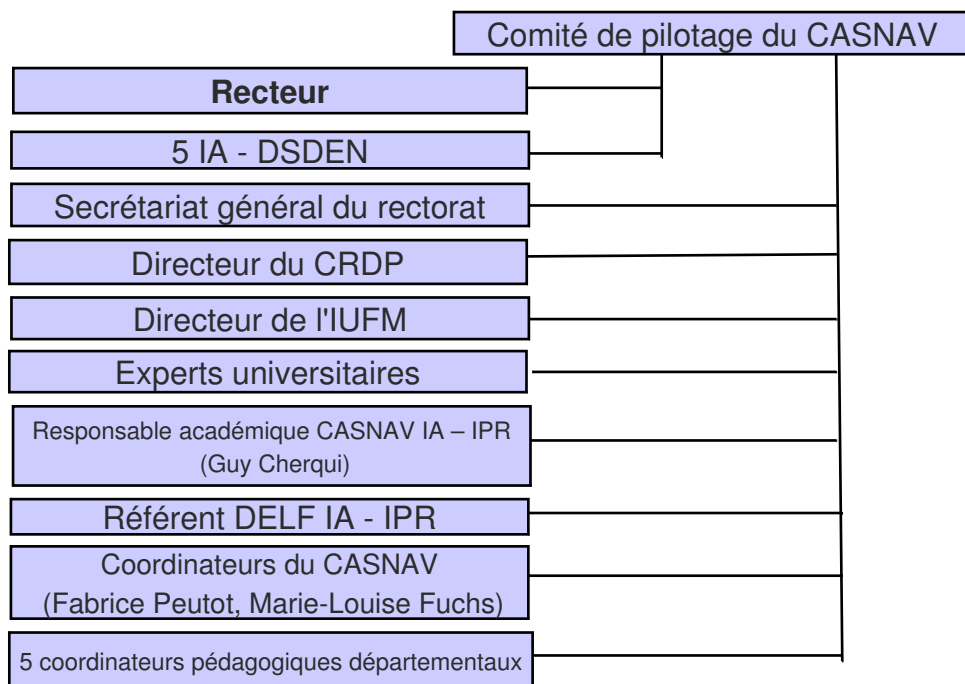 Comité de pilotage du CASNAV
Recteur
5 IA - DSDEN
Secrétariat général du rectorat
Directeur du CRDP
Directeur de l'IUFM
Experts universitaires
Responsable académique CASNAV IA – IPR
(Guy Cherqui)
Référent DELF IA - IPR
Coordinateurs du CASNAV
(Fabrice Peutot, Marie-Louise Fuchs)
5 coordinateurs pédagogiques départementaux